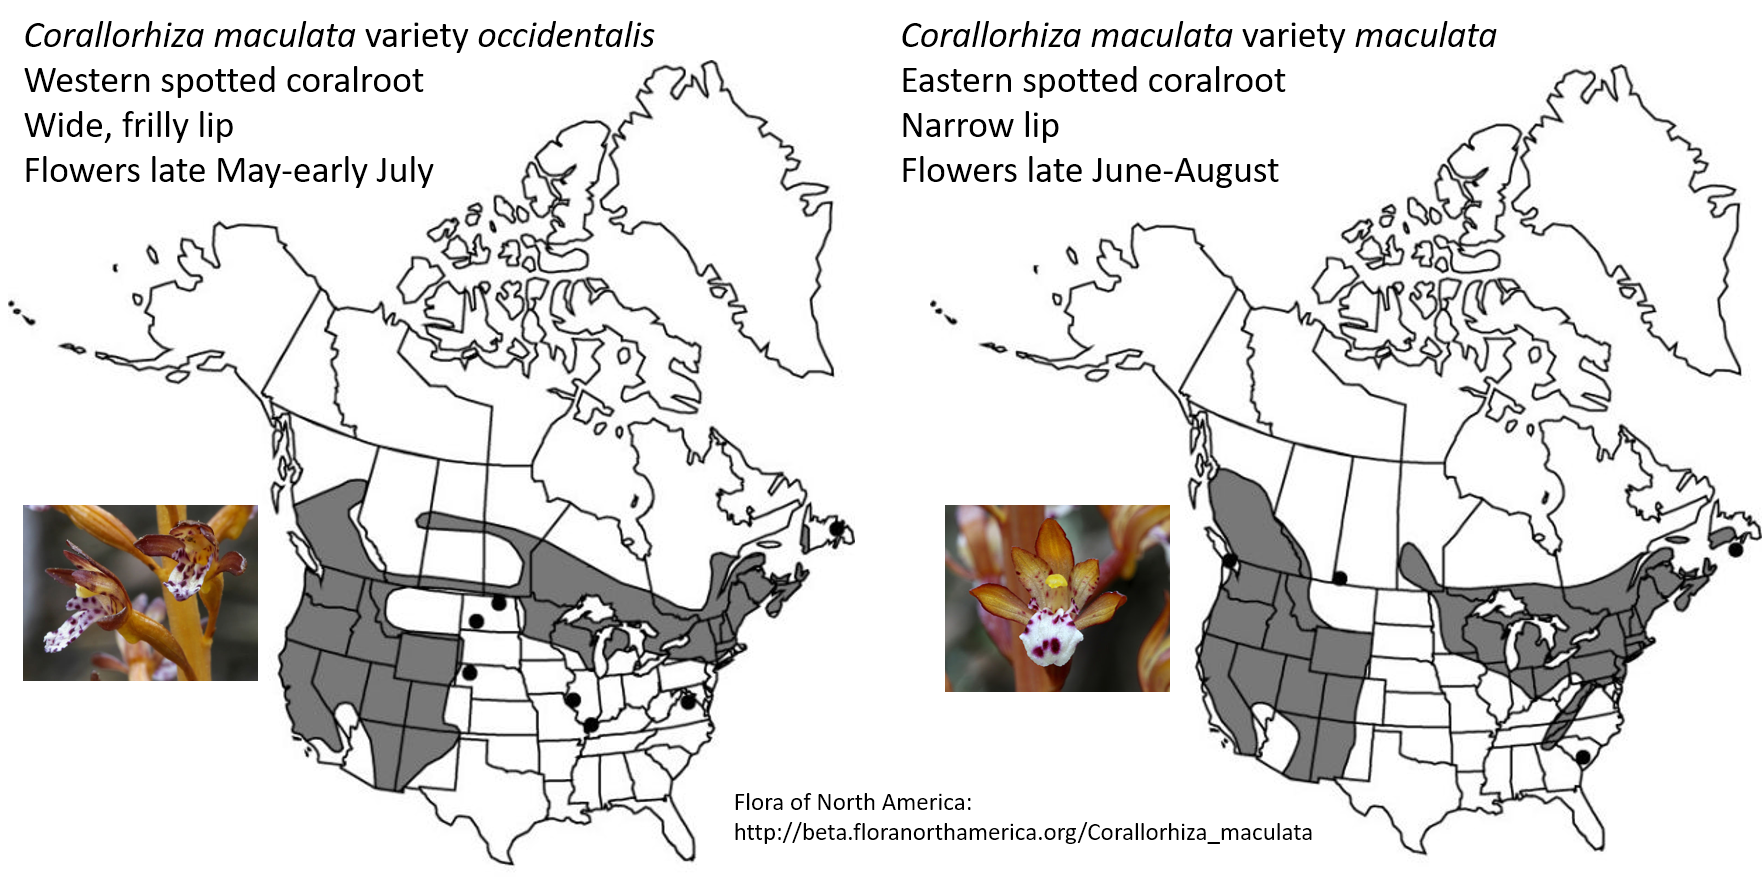 Corallorhiza maculata variety occidentalis
Western spotted coralroot
Wide, frilly lip
Flowers late May-early July
Corallorhiza maculata variety maculata
Eastern spotted coralroot
Narrow lip
Flowers late June-August
Flora of North America:
http://beta.floranorthamerica.org/Corallorhiza_maculata